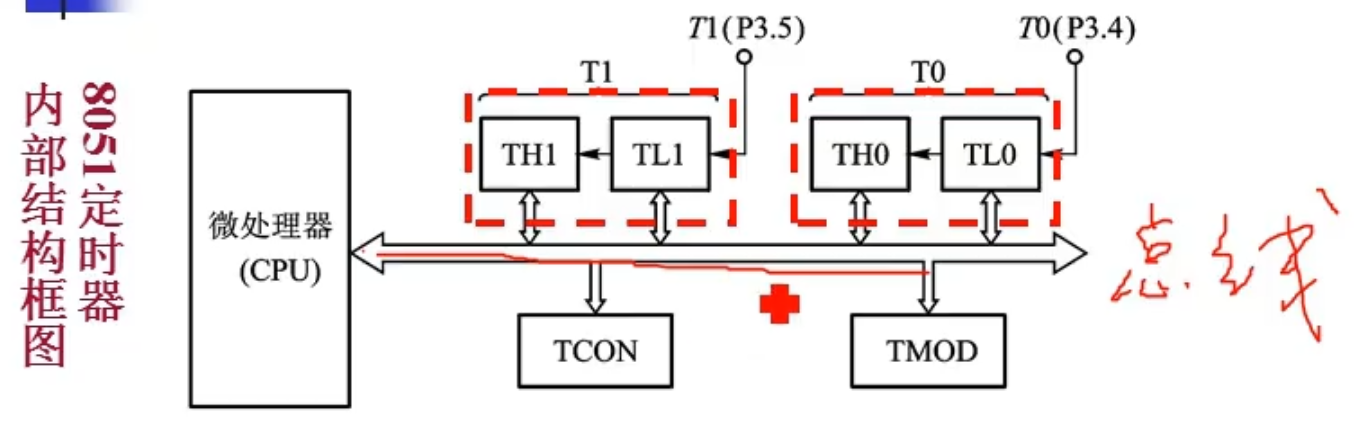 8051定时器
内部结构框图
T1(P3.5)
T0(P3.4)
T1
T0
TH1
TL1
TH0
TL0
微处理器
(CPU)
总线
TCON
TMOD